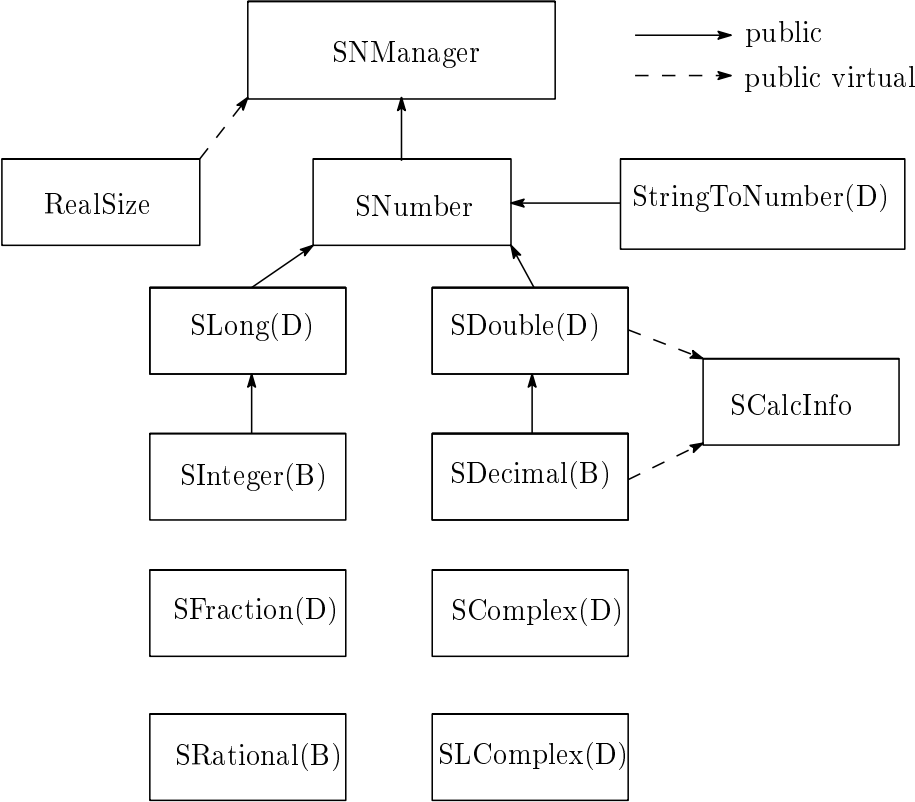 SNManager
public
public virtual
RealSize
SNumber
StringToNumber(D)
SLong(D)
SDouble(D)
SCalcInfo
SInteger(B)
SDecimal(B)
SFraction(D)
SComplex(D)
SRational(B)
SLComplex(D)